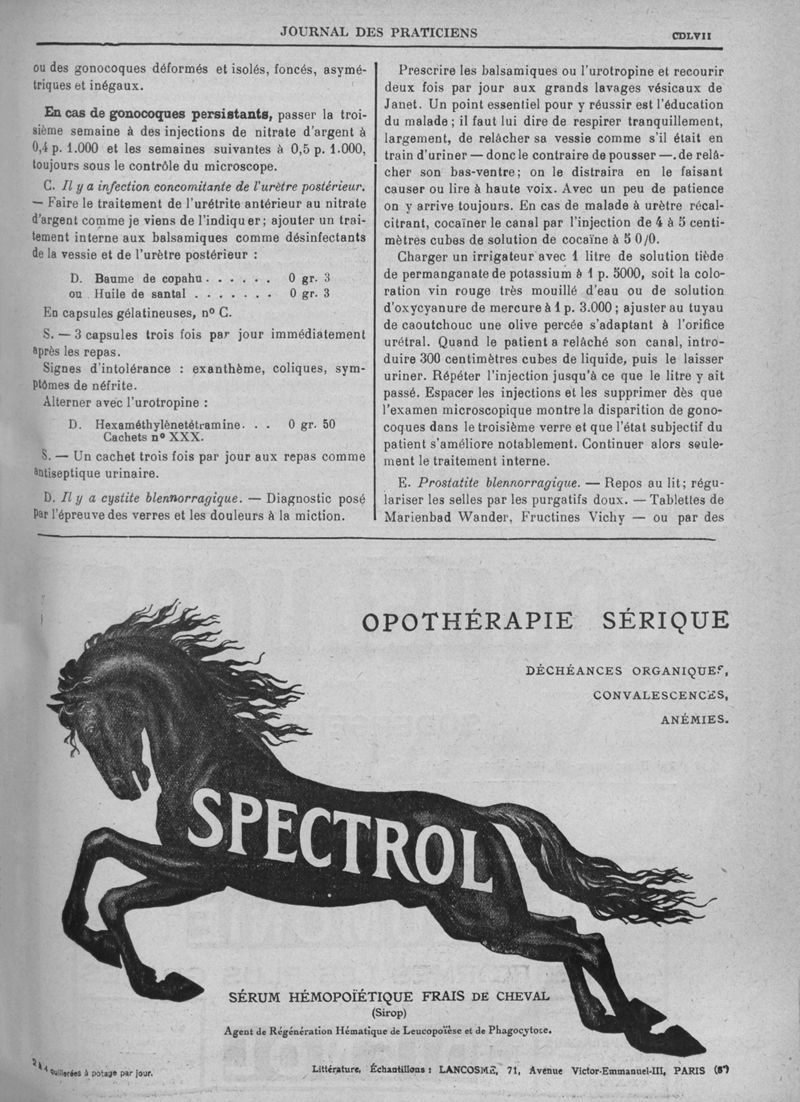 JOURNAL DES PRATICIENS
CDLVII
ou des gonocoques déformés et isolés, foncés, asymé-
triques et inégaux.
En cas de gonocoques persistants, passer la troi-
sième semaine à des injections de nitrate d'argent à
0,4 p. 1.000 et les semaines suivantes à 0,5 p. 1.000,
toujours sous le contrôle du microscope.
C. Il y a infection concomitante de l'urètre postérieur.
— Faire le traitement de l'urétrite antérieur au nitrate
d'argent comme je viens de l'indiquer; ajouter un trai-
tement interne aux balsamiques comme désinfectants
de la vessie et de l'urètre postérieur :
D. Baume de copahu . . . . . . 0 gr. 3
ou Huile de santal . . . . . . . 0 gr. 3
En capsules gélatineuses, nº C.
S. — 3 capsules trois fois par jour immédiatement
après les repas.
Signes d'intolérance : exanthème, coliques, sym-
ptômes de néfrite.
Alterner avec l'urotropine :
D. Hexaméthylènetétramine. . . 0 gr. 50
Cachets nº XXX.
S. — Un cachet trois fois par jour aux repas comme
antiseptique urinaire.
D. Il y a cystite blennorragique. — Diagnostic posé
par l'épreuve des verres et les douleurs à la miction.
Prescrire les balsamiques ou l'urotropine et recourir
deux fois par jour aux grands lavages vésicaux de
Janet. Un point essentiel pour y réussir est l'éducation
du malade; il faut lui dire de respirer tranquillement,
largement, de relâcher sa vessie comme s'il était en
train d'uriner — donc le contraire de pousser —. de relâ-
cher son bas-ventre; on le distraira en le faisant
causer ou lire à haute voix. Avec un peu de patience
on y arrive toujours. En cas de malade à urètre récal-
citrant, cocaïner le canal par l'injection de 4 à 5 centi-
mètres cubes de solution de cocaïne à 5 0/0.
Charger un irrigateur avec 1 litre de solution tiède
de permanganate de potassium à 1 p. 5000, soit la colo-
ration vin rouge très mouillé d'eau ou de solution
d'oxycyanure de mercure à 1 p. 3.000; ajuster au tuyau
de caoutchouc une olive percée s'adaptant à l'orifice
urétral. Quand le patient a relâché son canal, intro-
duire 300 centimètres cubes de liquide, puis le laisser
uriner. Répéter l'injection jusqu'à ce que le litre y ait
passé. Espacer les injections et les supprimer dès que
l'examen microscopique montre la disparition de gono-
coques dans le troisième verre et que l'état subjectif du
patient s'améliore notablement. Continuer alors seule-
ment le traitement interne.
E. Prostatite blennorragique. — Repos au lit; régu-
lariser les selles par les purgatifs doux. — Tablettes de
Marienbad Wander, Fructines Vichy — ou par des
OPOTHÉRAPIE SÉRIQUE
DÉCHÉANCES ORGANIQUES,
CONVALESCENCES,
ANÉMIES.
SPECTROL
SÉRUM HÉMOPOÏÉTIQUE FRAIS DE CHEVAL
(Sirop)
Agent de Régénération Hématique de Leucopoïèse et de Phagocytose.
2 à 4 cuillerées à potage par jour.
Littérature, Échantillons : LANCOSME, 71, Avenue Victor-Emmanuel-III, PARIS (8ᵉ)